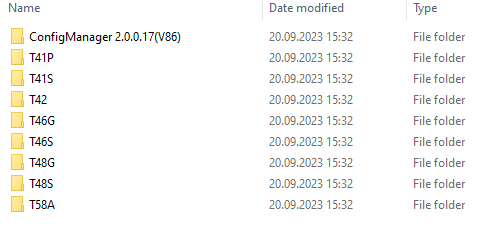 Name Date modified Type
ConfigManager 2.0.0.17(V86) 20.09.2023 15:32 File folder
T41P 20.09.2023 15:32 File folder
T41S 20.09.2023 15:32 File folder
T42 20.09.2023 15:32 File folder
T46G 20.09.2023 15:32 File folder
T46S 20.09.2023 15:32 File folder
T48G 20.09.2023 15:32 File folder
T48S 20.09.2023 15:32 File folder
T58A 20.09.2023 15:32 File folder